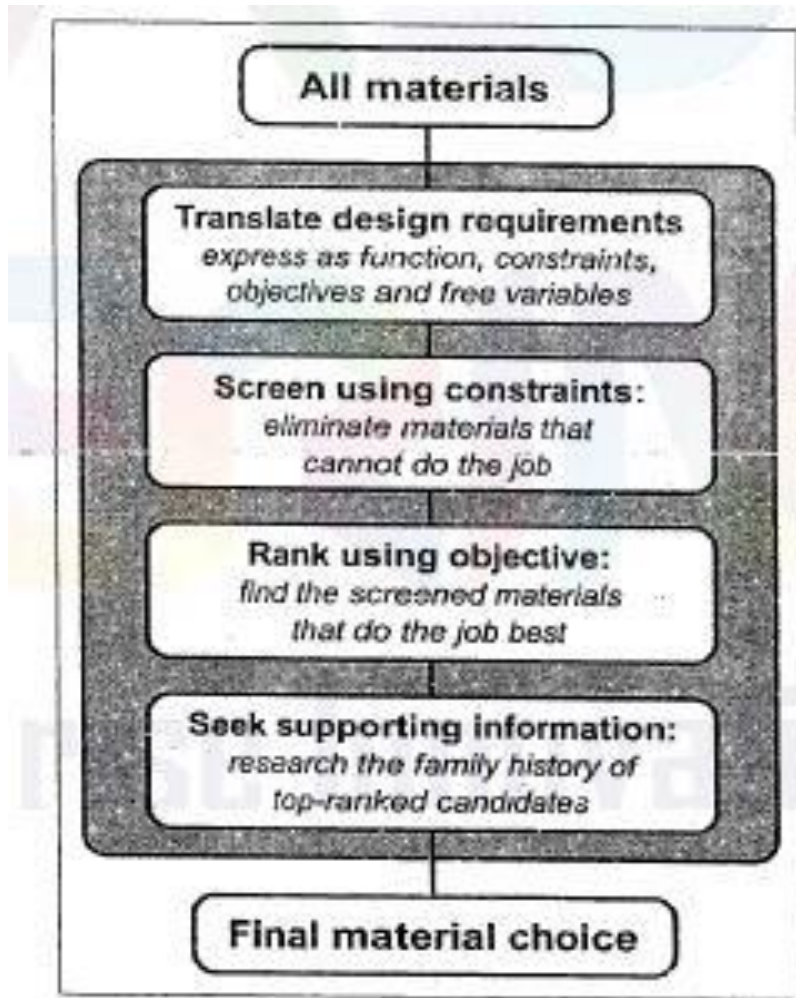 All materials
Translate design requirements
express as function, constraints,
objectives and free variables
Screen using constraints:
eliminate materials that
cannot do the job
Rank using objective:
find the screened materials
that do the job best
Seek supporting information:
research the family history of
top-ranked candidates
Final material choice